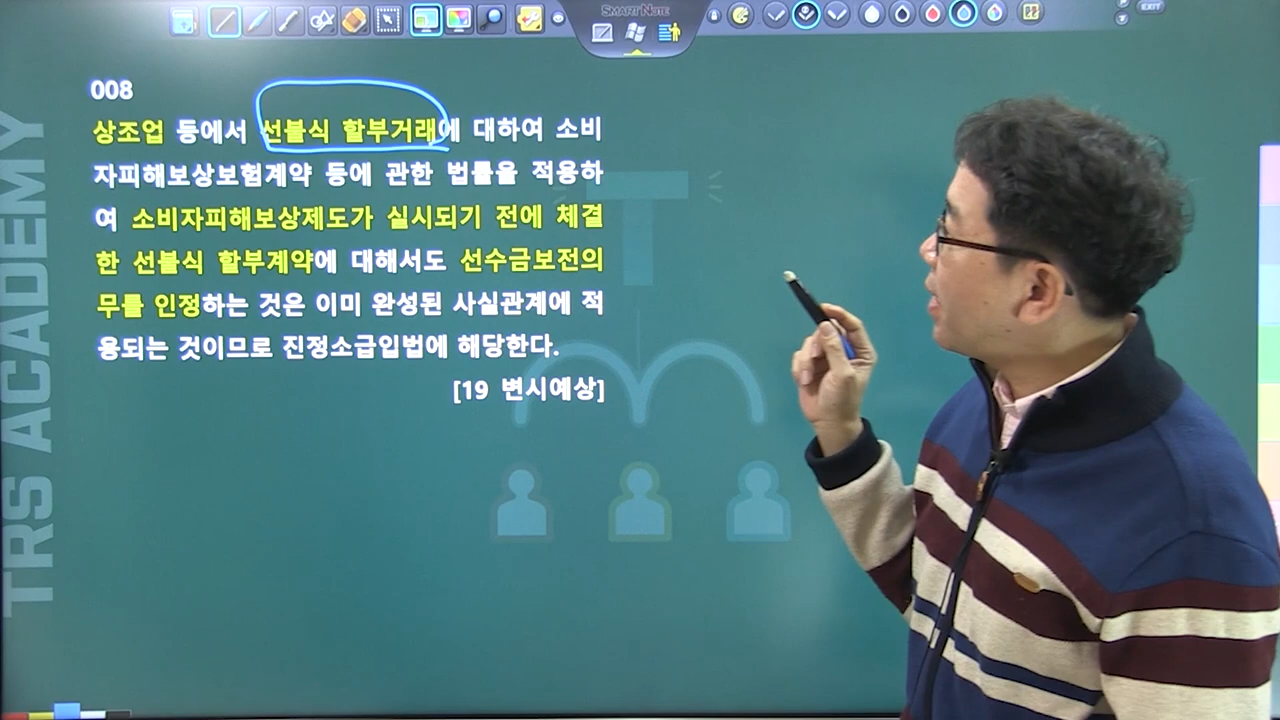 SMARTNOTE
EXIT
008
상조업 등에서 선불식 할부거래에 대하여 소비
자피해보상보험계약 등에 관한 법률을 적용하
여 소비자피해보상제도가 실시되기 전에 체결
한 선불식 할부계약에 대해서도 선수금보전의
무를 인정하는 것은 이미 완성된 사실관계에 적
용되는 것이므로 진정소급입법에 해당한다.
[19 변시예상]
TRS ACADEMY